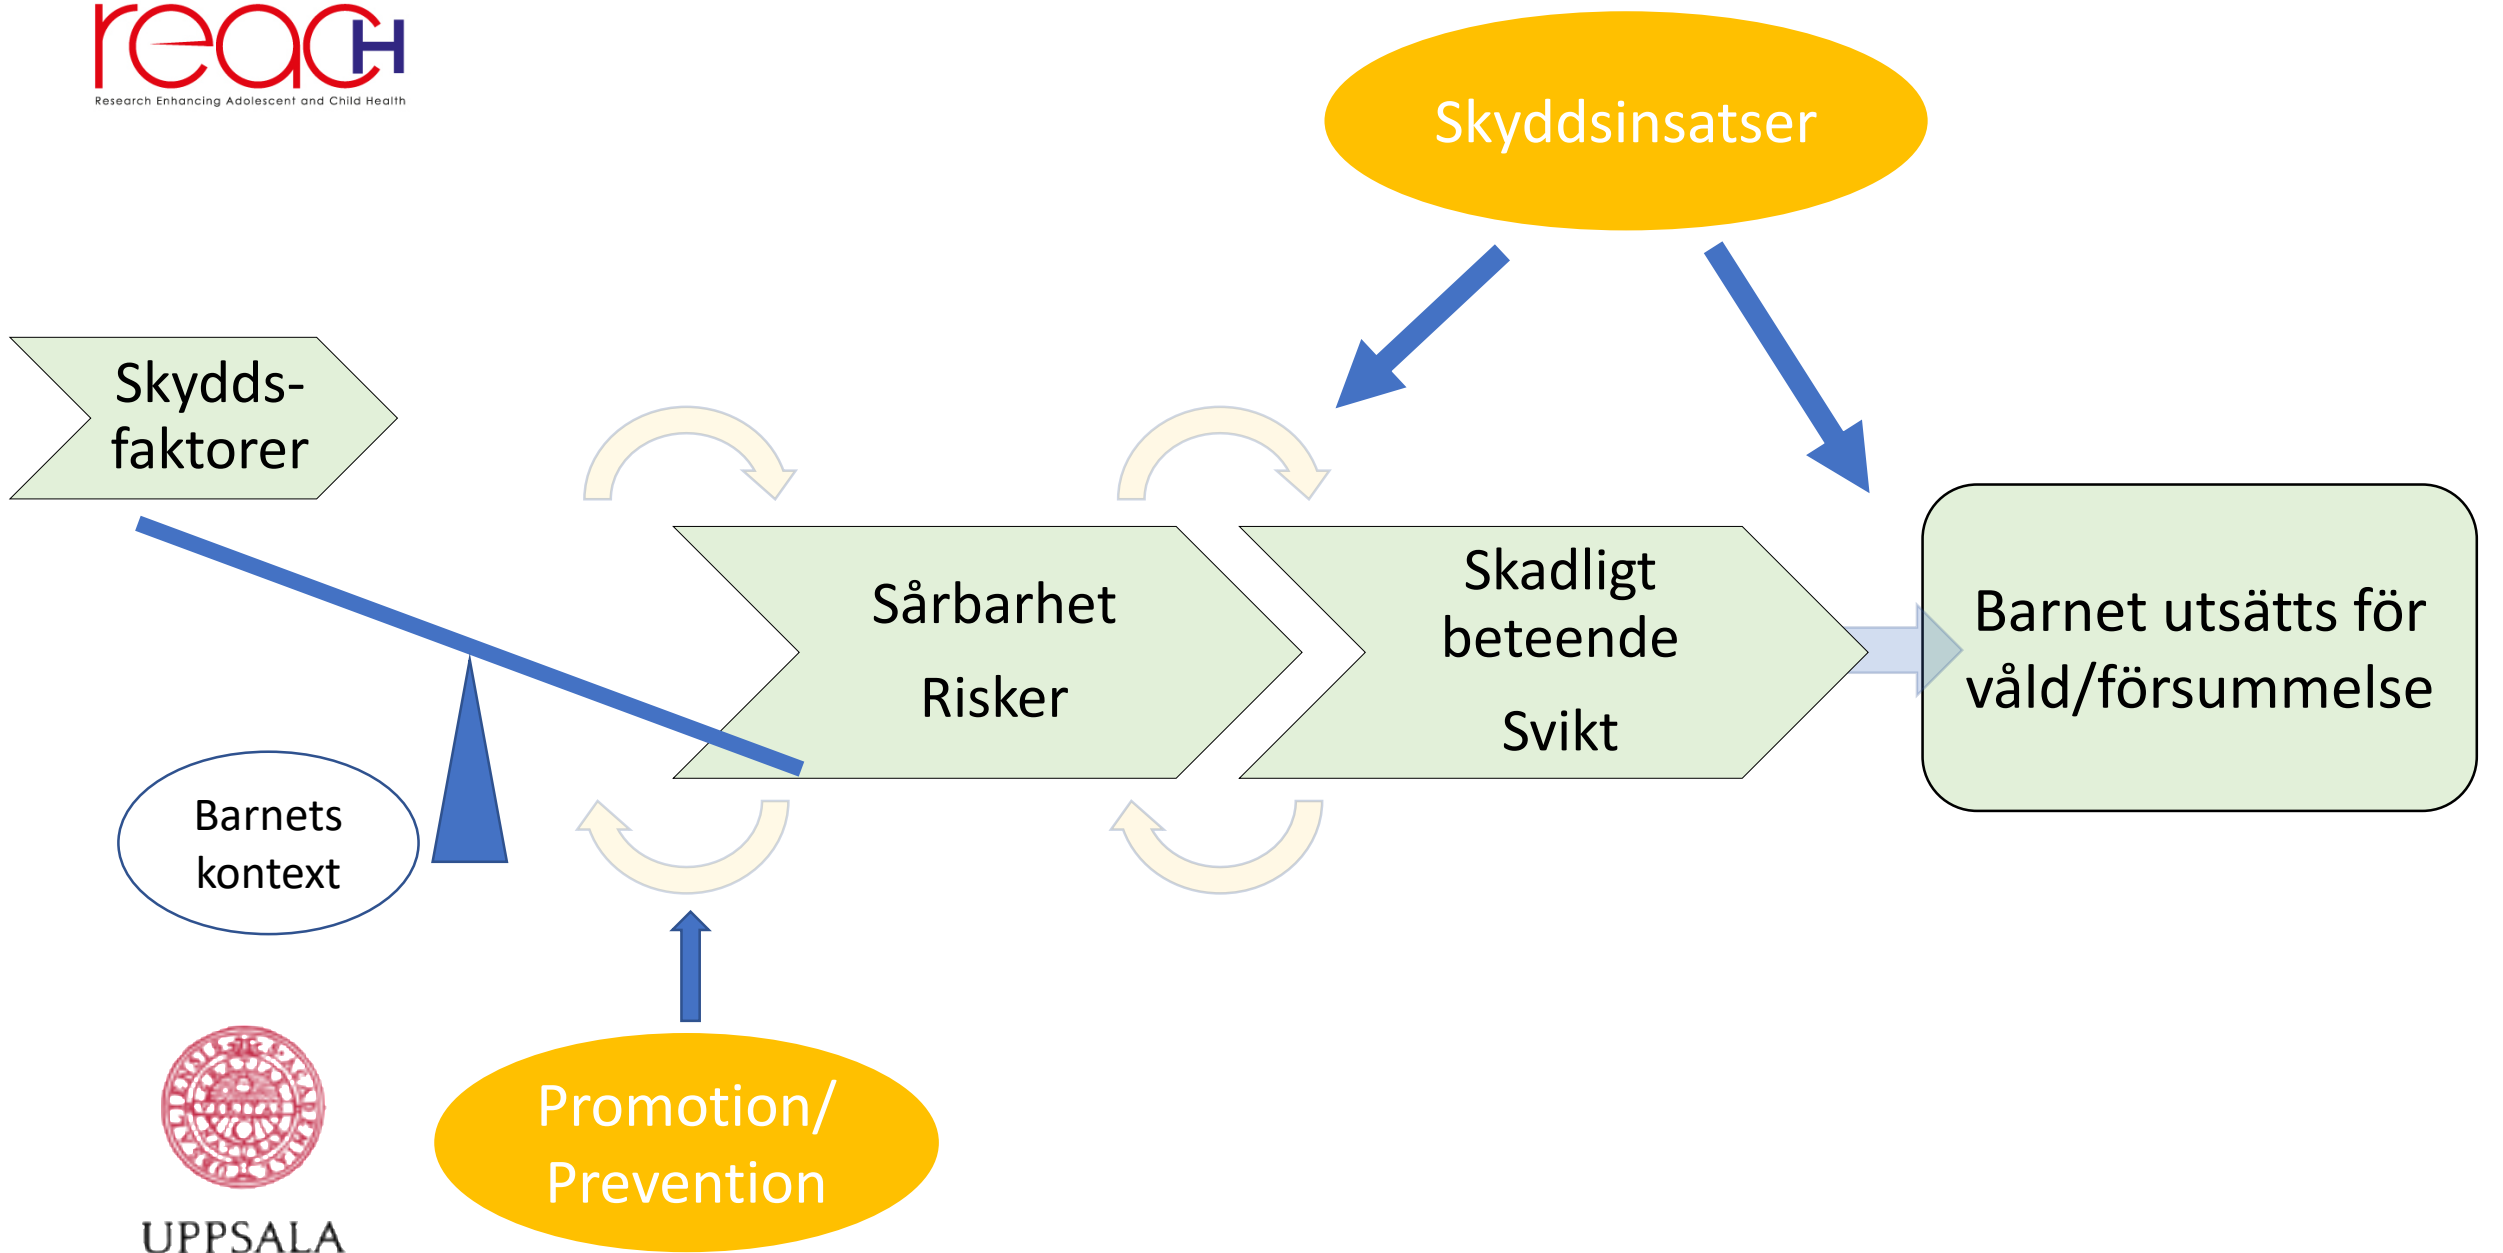 reacH
Research Enhancing Adolescent and Child Health
Skyddsinsatser
Skydds-
faktorer
Sårbarhet
Risker
Skadligt
beteende
Svikt
Barnet utsätts för
våld/försummelse
Barnets
kontext
Promotion/
Prevention
UPPSALA